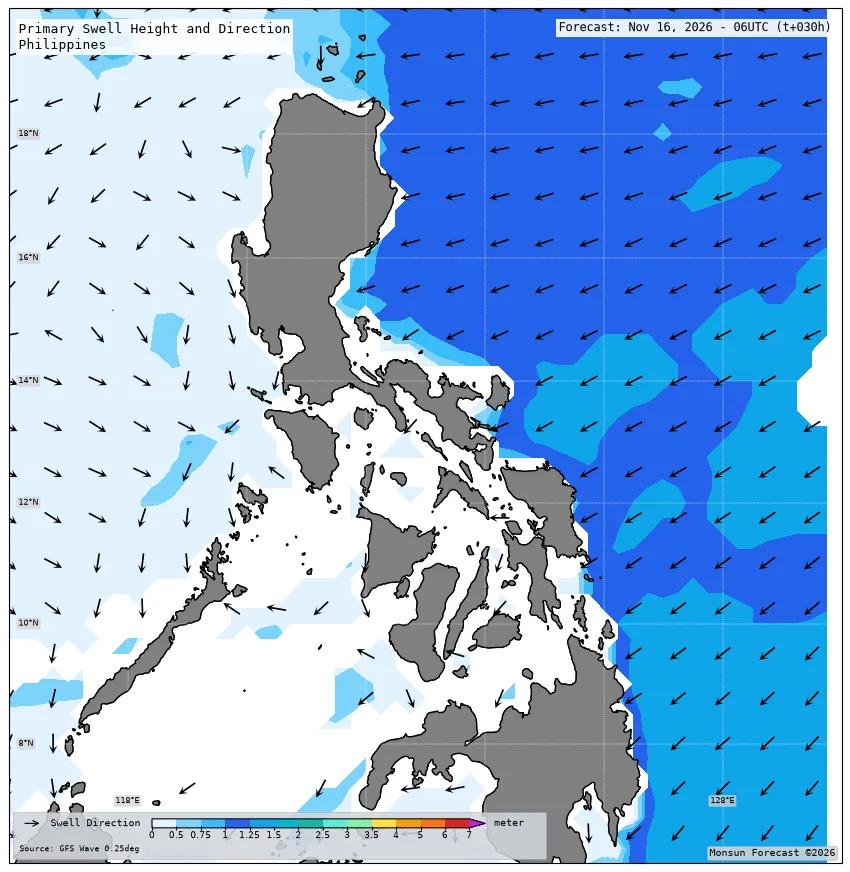 Primary Swell Height and Direction
Philippines
Forecast: Nov 16, 2026 - 06UTC (t+030h)
18°N
16°N
14°N
12°N
10°N
8°N
118°E
128°E
Swell Direction
0 0.5 0.75 1 1.25 1.5 2 2.5 3 3.5 4 5 6 7
meter
Source: GFS Wave 0.25deg
Monsun Forecast ©2026